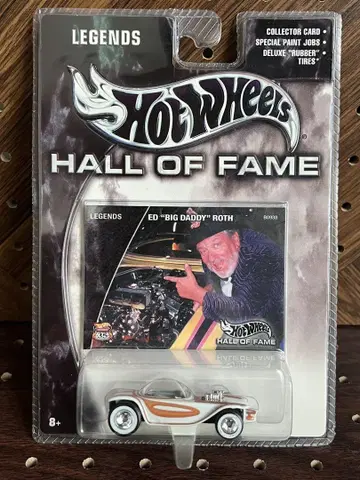 LEGENDS
COLLECTOR CARD •
SPECIAL PAINT JOBS •
DELUXE "RUBBER" •
TIRES*
HOT WHEELS
HALL OF FAME
LEGENDS
ED "BIG DADDY" ROTH
HOT WHEELS
HALL OF FAME
35
8+